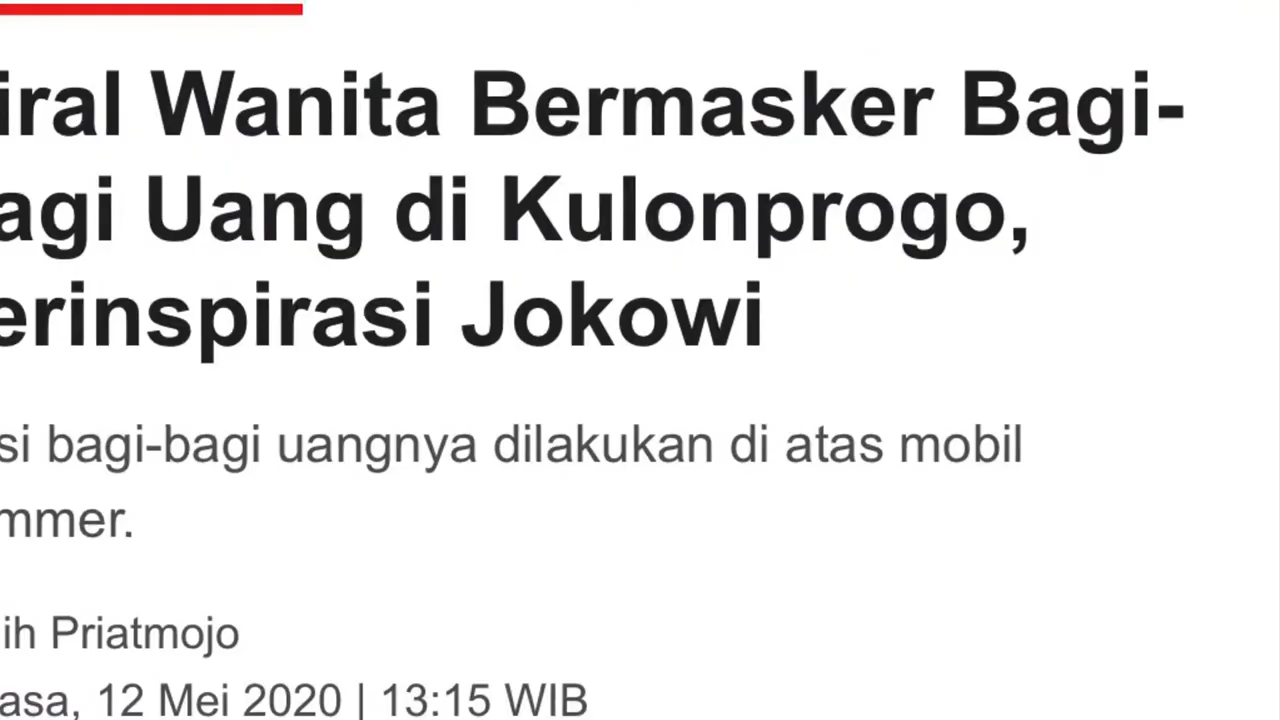 iral Wanita Bermasker Bagi-
agi Uang di Kulonprogo,
erinspirasi Jokowi
si bagi-bagi uangnya dilakukan di atas mobil
mmer.
ih Priatmojo
asa, 12 Mei 2020 | 13:15 WIB